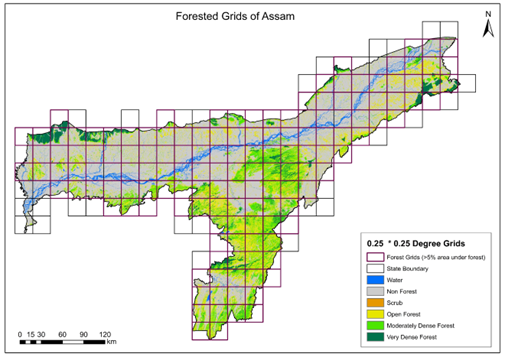 Forested Grids of Assam
N
0.25 * 0.25 Degree Grids
Forest Grids (>5% area under forest)
State Boundary
Water
Non Forest
Scrub
Open Forest
Moderately Dense Forest
Very Dense Forest
0 15 30 60 90 120
km